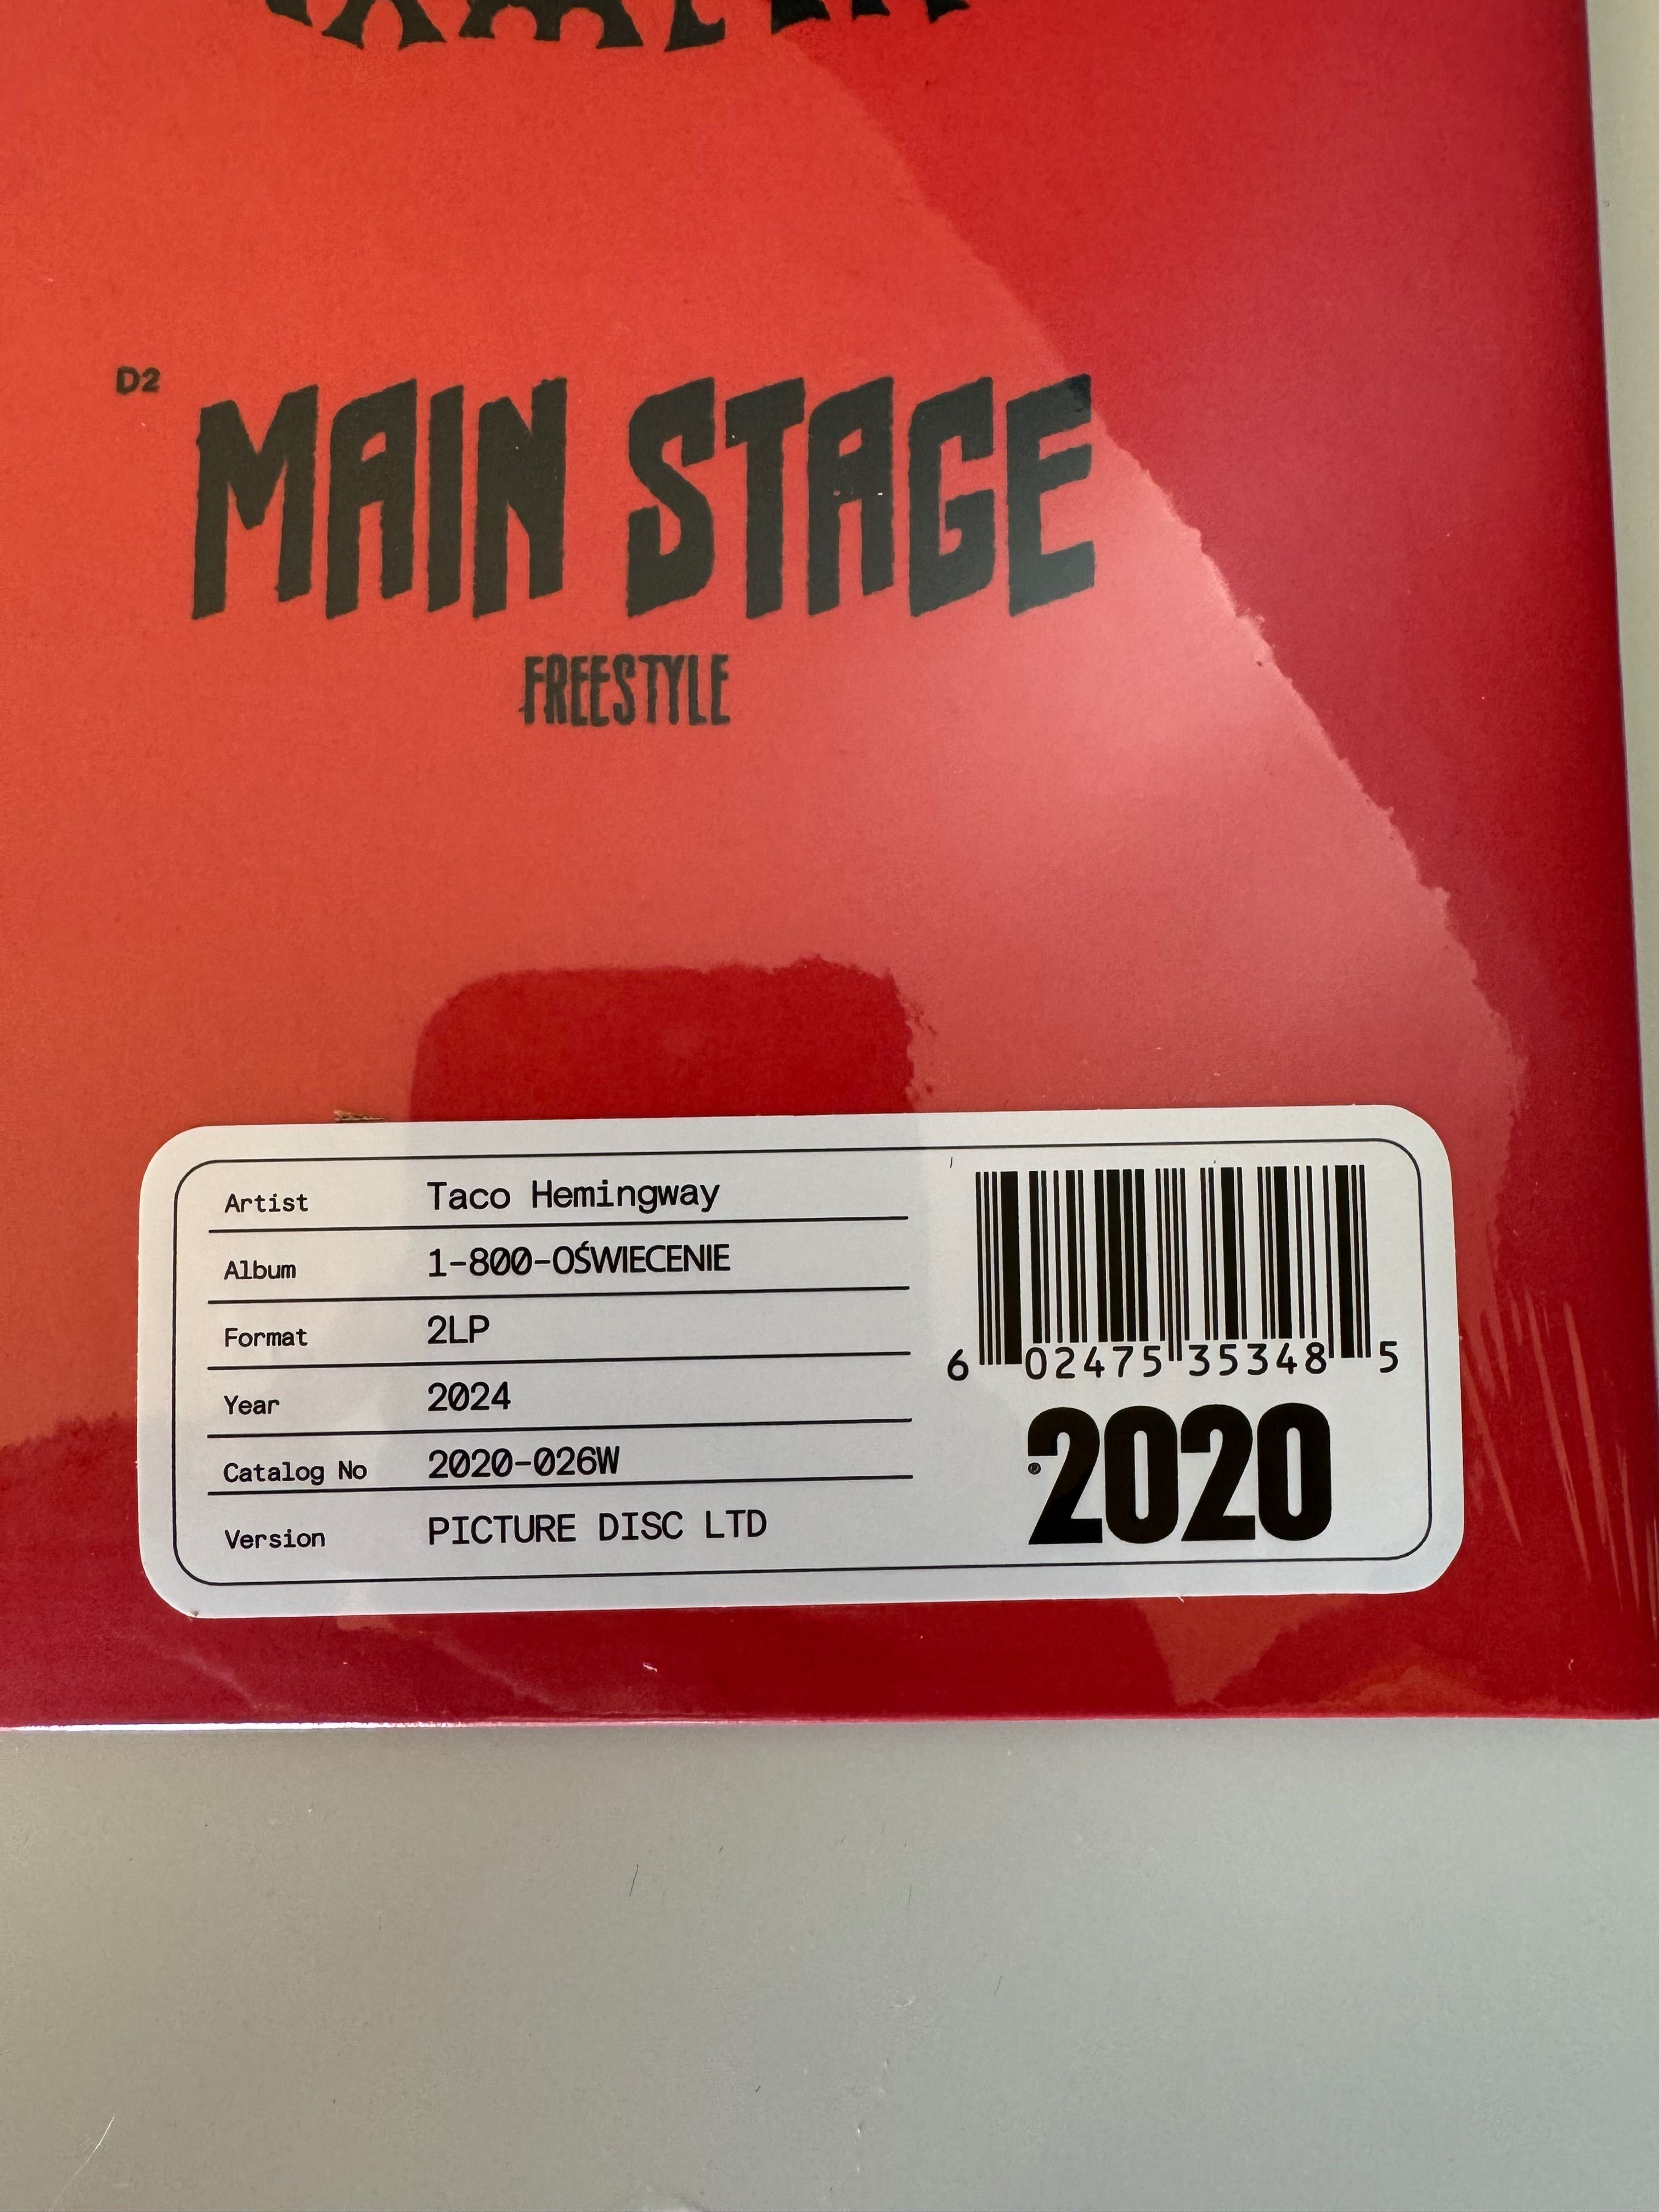 D2
MAIN STAGE
FREESTYLE
Artist Taco Hemingway
Album 1-800-OŚWIECENIE
Format 2LP
Year 2024
Catalog No 2020-026W
Version PICTURE DISC LTD
6 02475 35348 5
2020